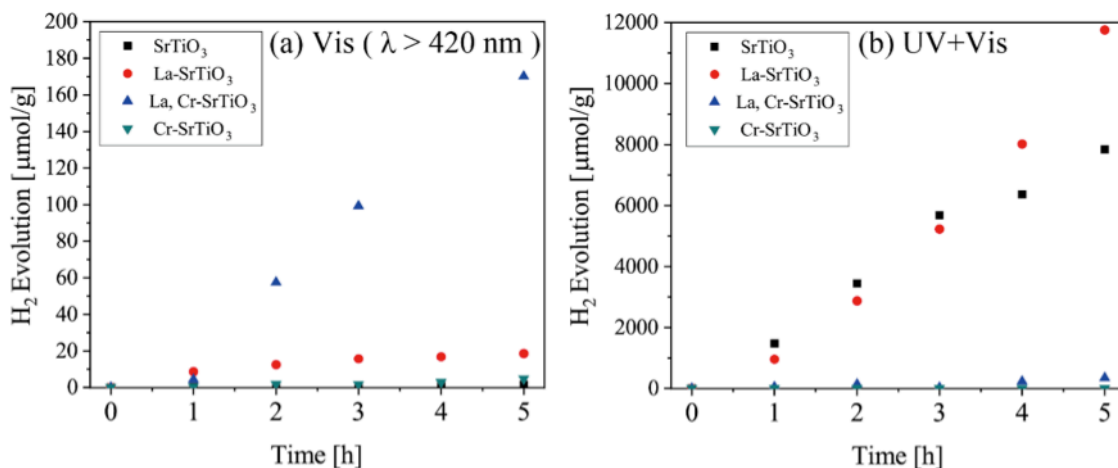 (a) Vis ( λ > 420 nm )
SrTiO₃
La-SrTiO₃
La, Cr-SrTiO₃
Cr-SrTiO₃
H₂ Evolution [μmol/g]
200
180
160
140
120
100
80
60
40
20
0
0 1 2 3 4 5
Time [h]
(b) UV+Vis
SrTiO₃
La-SrTiO₃
La, Cr-SrTiO₃
Cr-SrTiO₃
H₂ Evolution [μmol/g]
12000
10000
8000
6000
4000
2000
0
0 1 2 3 4 5
Time [h]